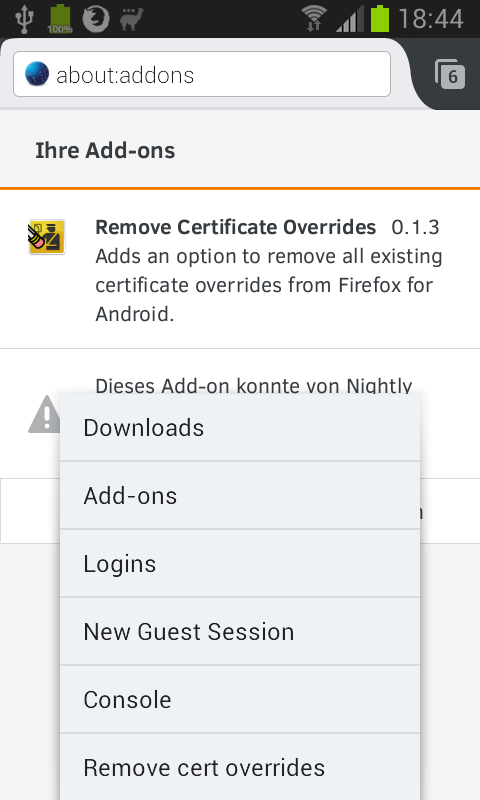 100%
18:44
about:addons
6
Ihre Add-ons
Remove Certificate Overrides 0.1.3
Adds an option to remove all existing
certificate overrides from Firefox for
Android.
Dieses Add-on konnte von Nightly
Downloads
Add-ons
Logins
New Guest Session
Console
Remove cert overrides